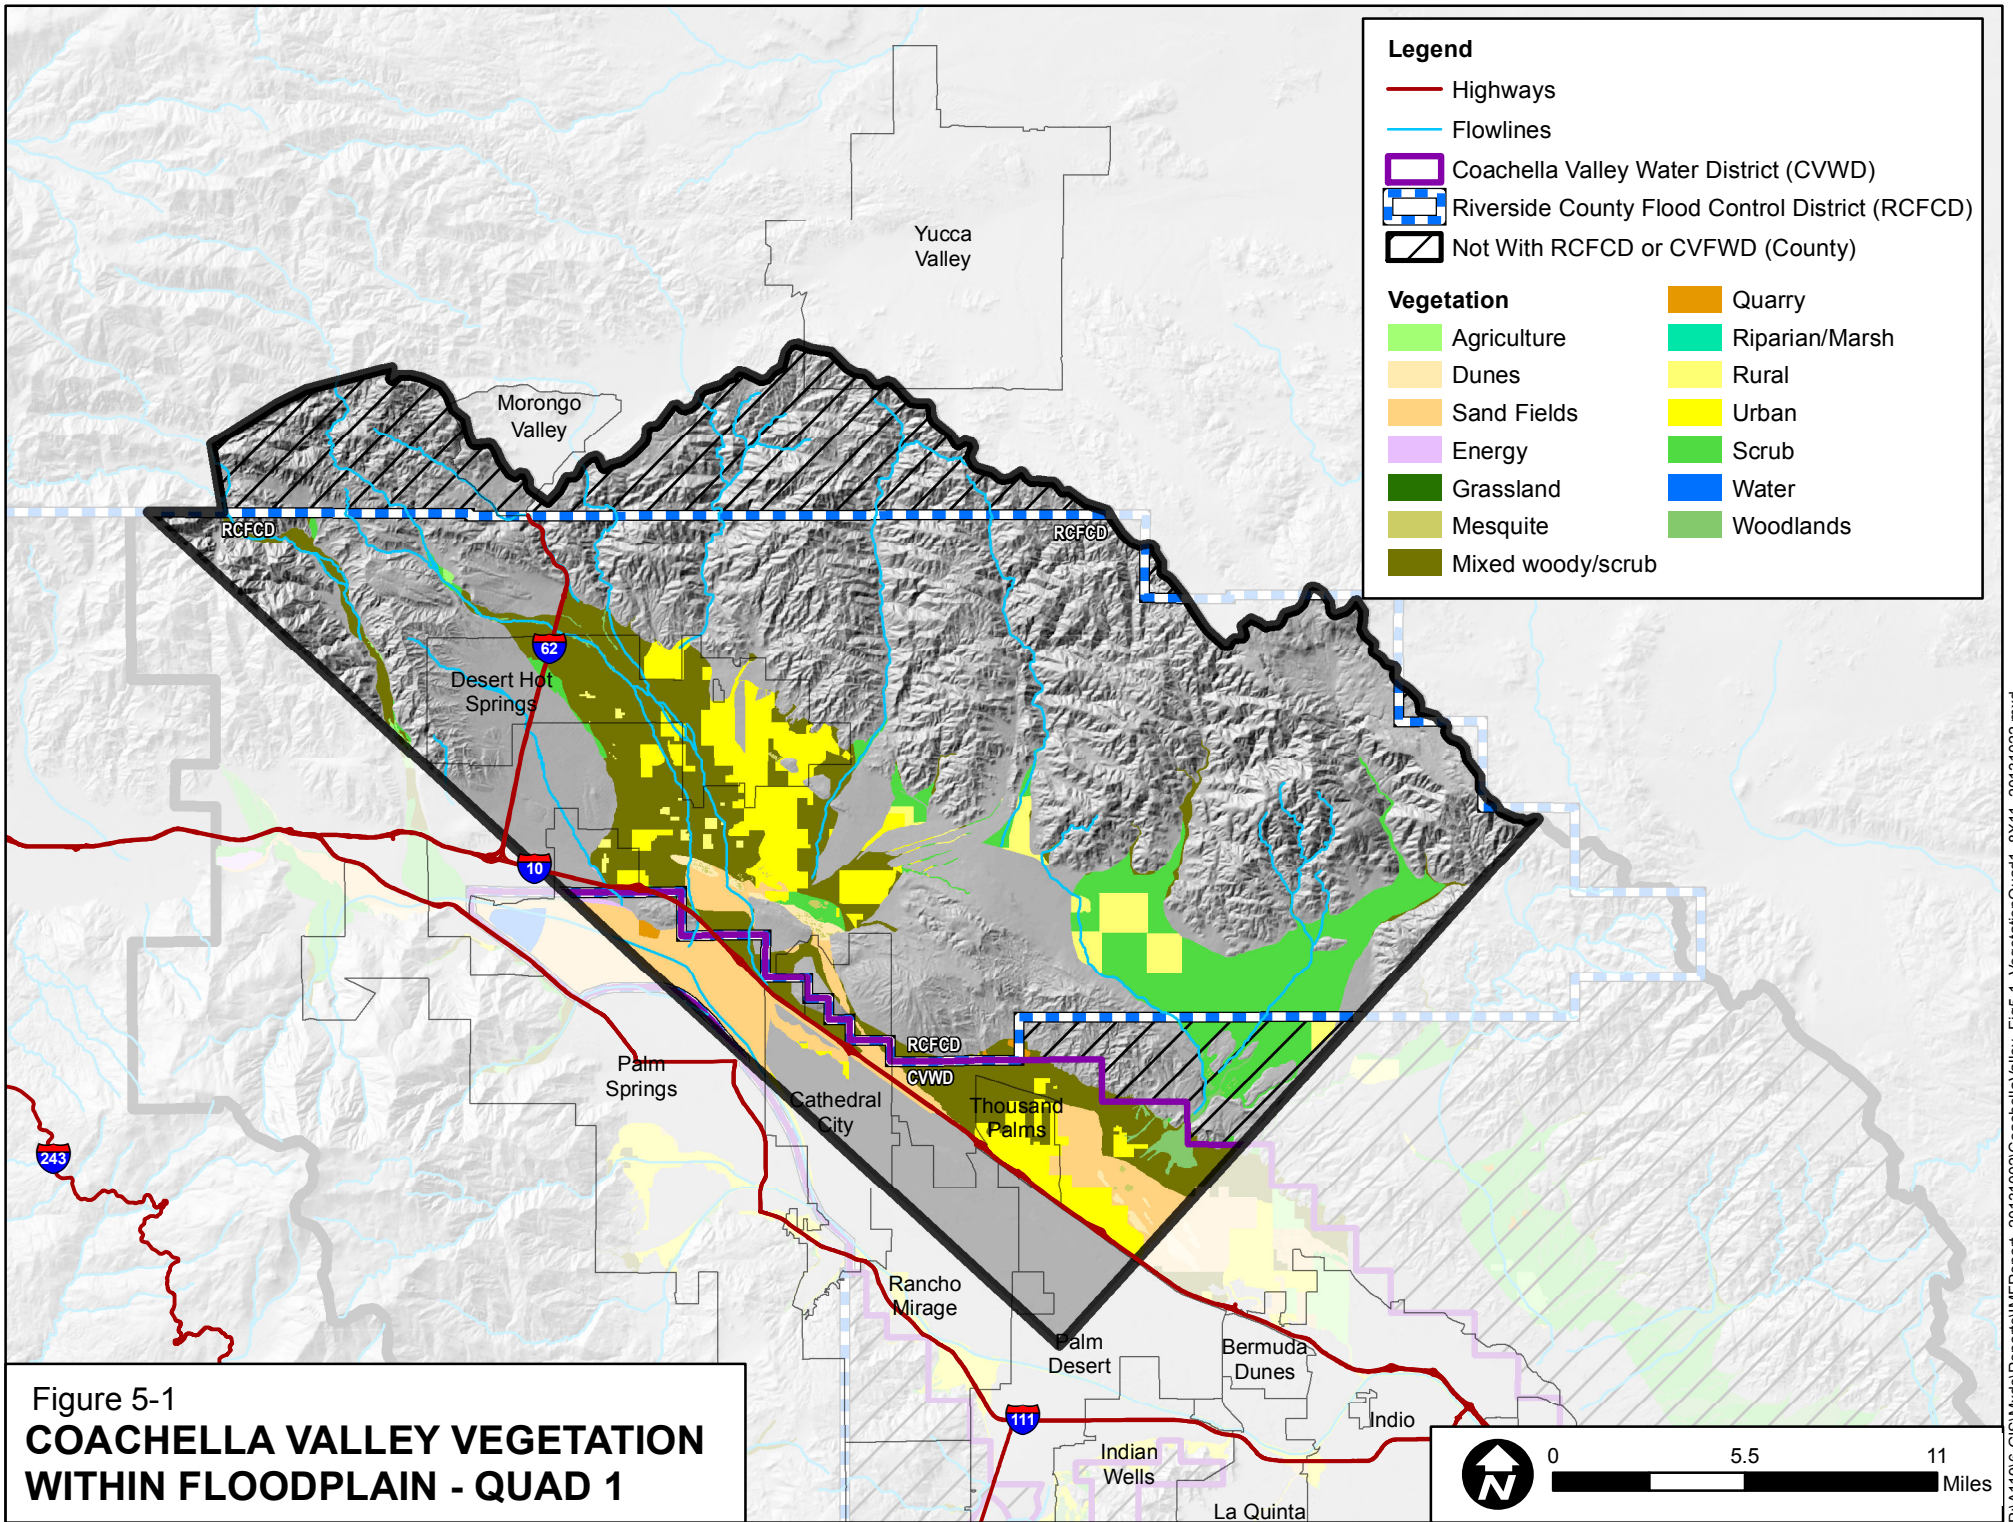 Legend
Highways
Flowlines
Coachella Valley Water District (CVWD)
Riverside County Flood Control District (RCFCD)
Not With RCFCD or CVFWD (County)
Vegetation
Agriculture
Dunes
Sand Fields
Energy
Grassland
Mesquite
Mixed woody/scrub
Quarry
Riparian/Marsh
Rural
Urban
Scrub
Water
Woodlands
Yucca
Valley
Morongo
Valley
RCFCD
RCFCD
62
Desert Hot
Springs
10
RCFCD
CVWD
Palm
Springs
Cathedral
City
Thousand
Palms
243
Rancho
Mirage
Palm
Desert
Bermuda
Dunes
111
Indio
Indian
Wells
La Quinta
Figure 5-1
COACHELLA VALLEY VEGETATION
WITHIN FLOODPLAIN - QUAD 1
N
0 5.5 11
Miles